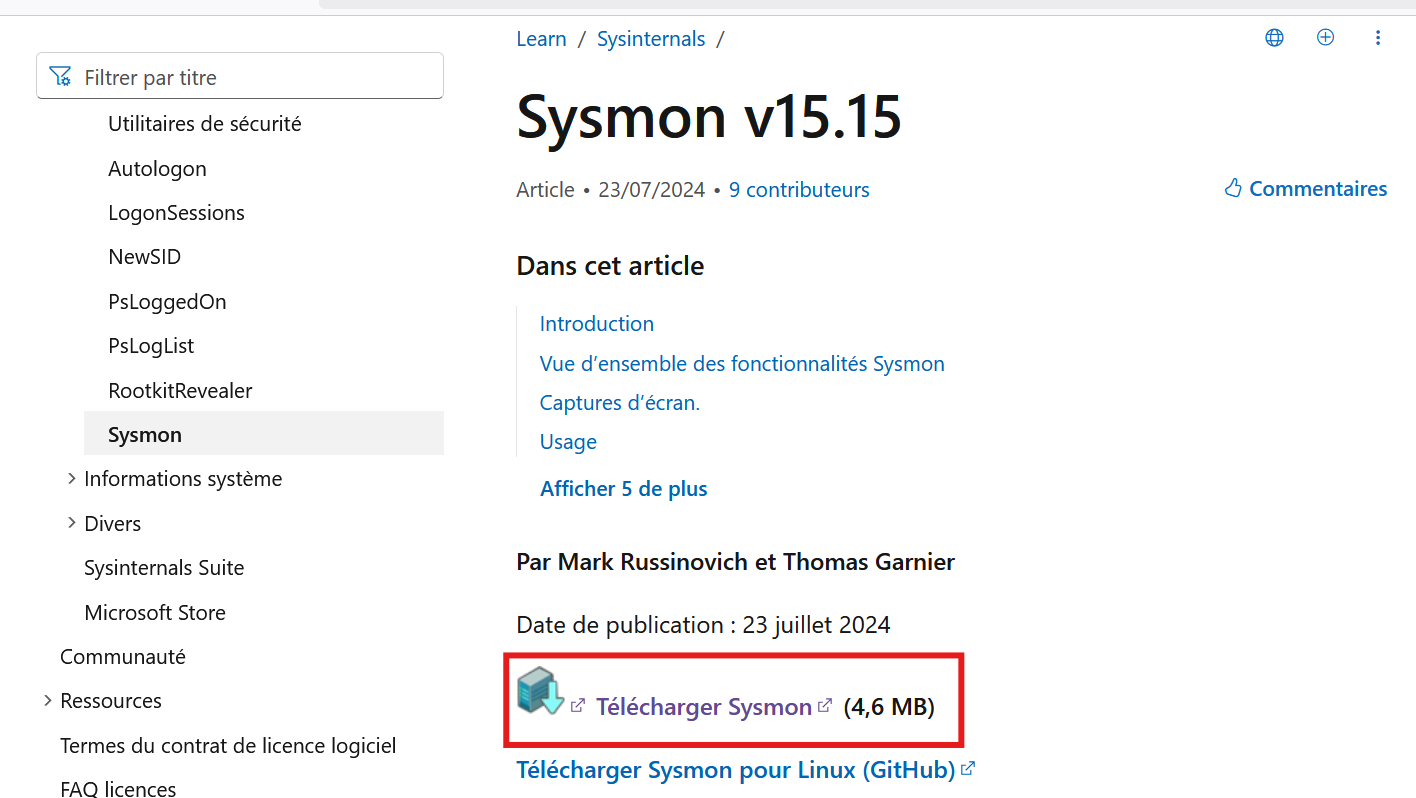 Filtrer par titre
Utilitaires de sécurité
Autologon
LogonSessions
NewSID
PsLoggedOn
PsLogList
RootkitRevealer
Sysmon
Informations système
Divers
Sysinternals Suite
Microsoft Store
Communauté
Ressources
Termes du contrat de licence logiciel
FAQ licences
Learn / Sysinternals /
Sysmon v15.15
Article • 23/07/2024 • 9 contributeurs
Commentaires
Dans cet article
Introduction
Vue d’ensemble des fonctionnalités Sysmon
Captures d’écran.
Usage
Afficher 5 de plus
Par Mark Russinovich et Thomas Garnier
Date de publication : 23 juillet 2024
Télécharger Sysmon (4,6 MB)
Télécharger Sysmon pour Linux (GitHub)